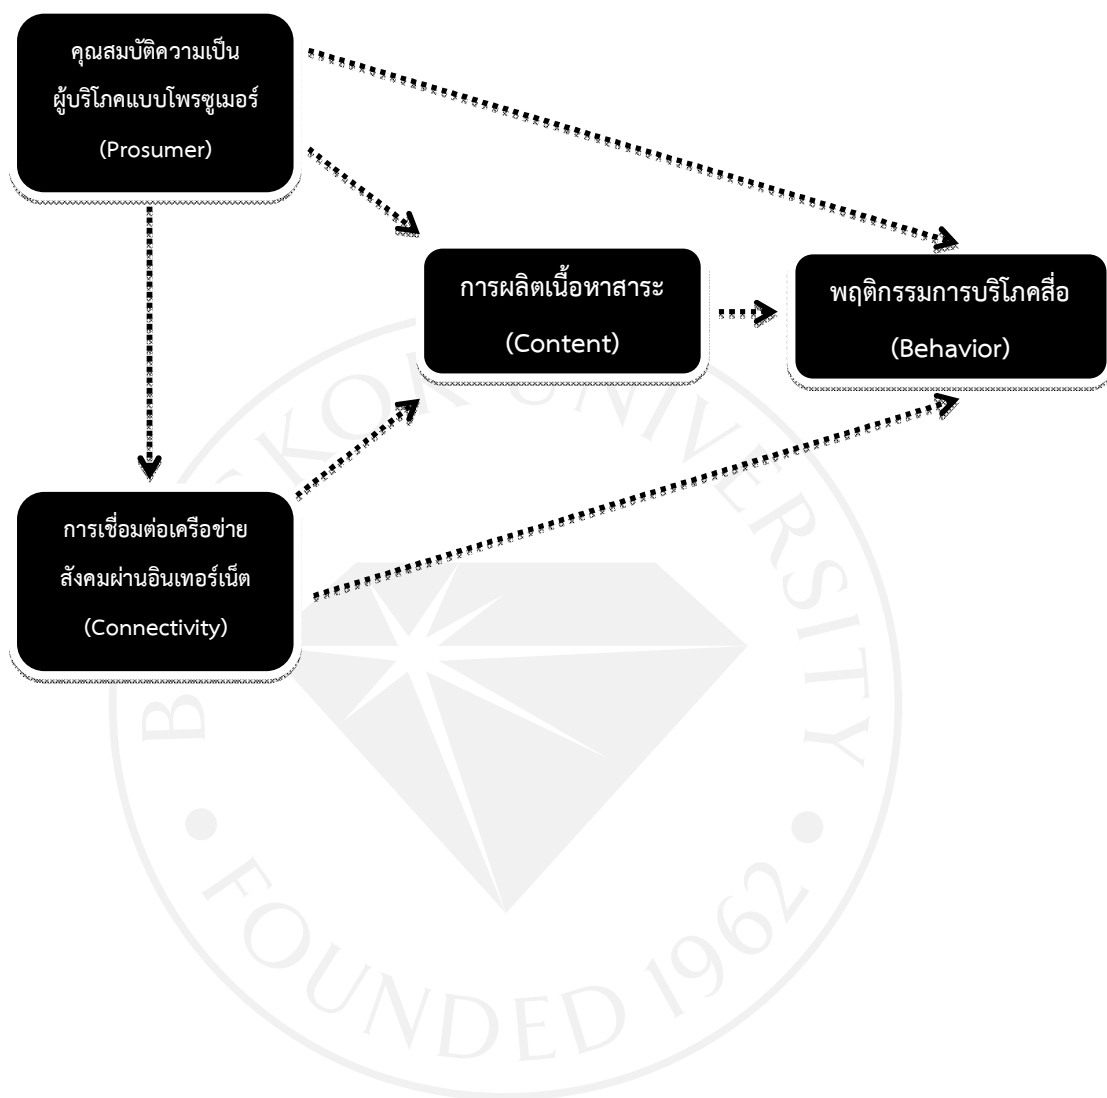 คุณสมบัติความเป็น
ผู้บริโภคแบบโพรซูเมอร์
(Prosumer)
การผลิตเนื้อหาสาระ
(Content)
พฤติกรรมการบริโภคสื่อ
(Behavior)
การเชื่อมต่อเครือข่าย
สังคมผ่านอินเทอร์เน็ต
(Connectivity)
UNIVERSITY
FOUNDED 1962